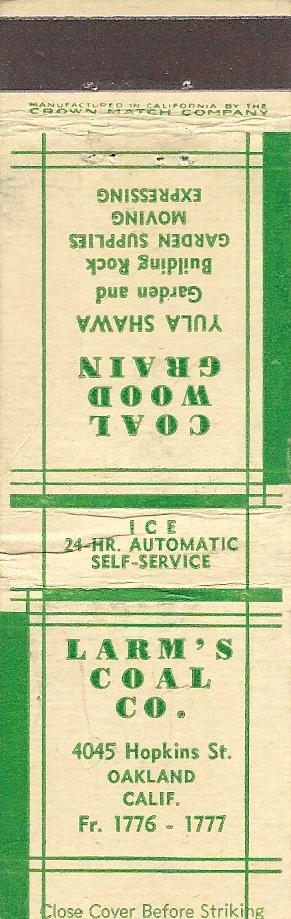 MANUFACTURED IN CALIFORNIA BY THE
CROWN MATCH COMPANY
COAL
WOOD
GRAIN
YULA SHAWA
Garden and
Building Rock
GARDEN SUPPLIES
MOVING
EXPRESSING
ICE
24-HR. AUTOMATIC
SELF-SERVICE
LARM'S
COAL
CO.
4045 Hopkins St.
OAKLAND
CALIF.
Fr. 1776 - 1777
Close Cover Before Striking